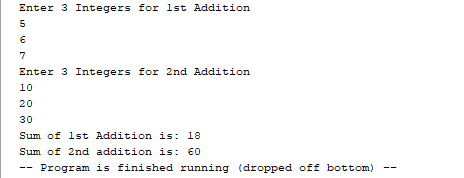 Enter 3 Integers for 1st Addition
5
6
7
Enter 3 Integers for 2nd Addition
10
20
30
Sum of 1st Addition is: 18
Sum of 2nd addition is: 60
-- Program is finished running (dropped off bottom) --